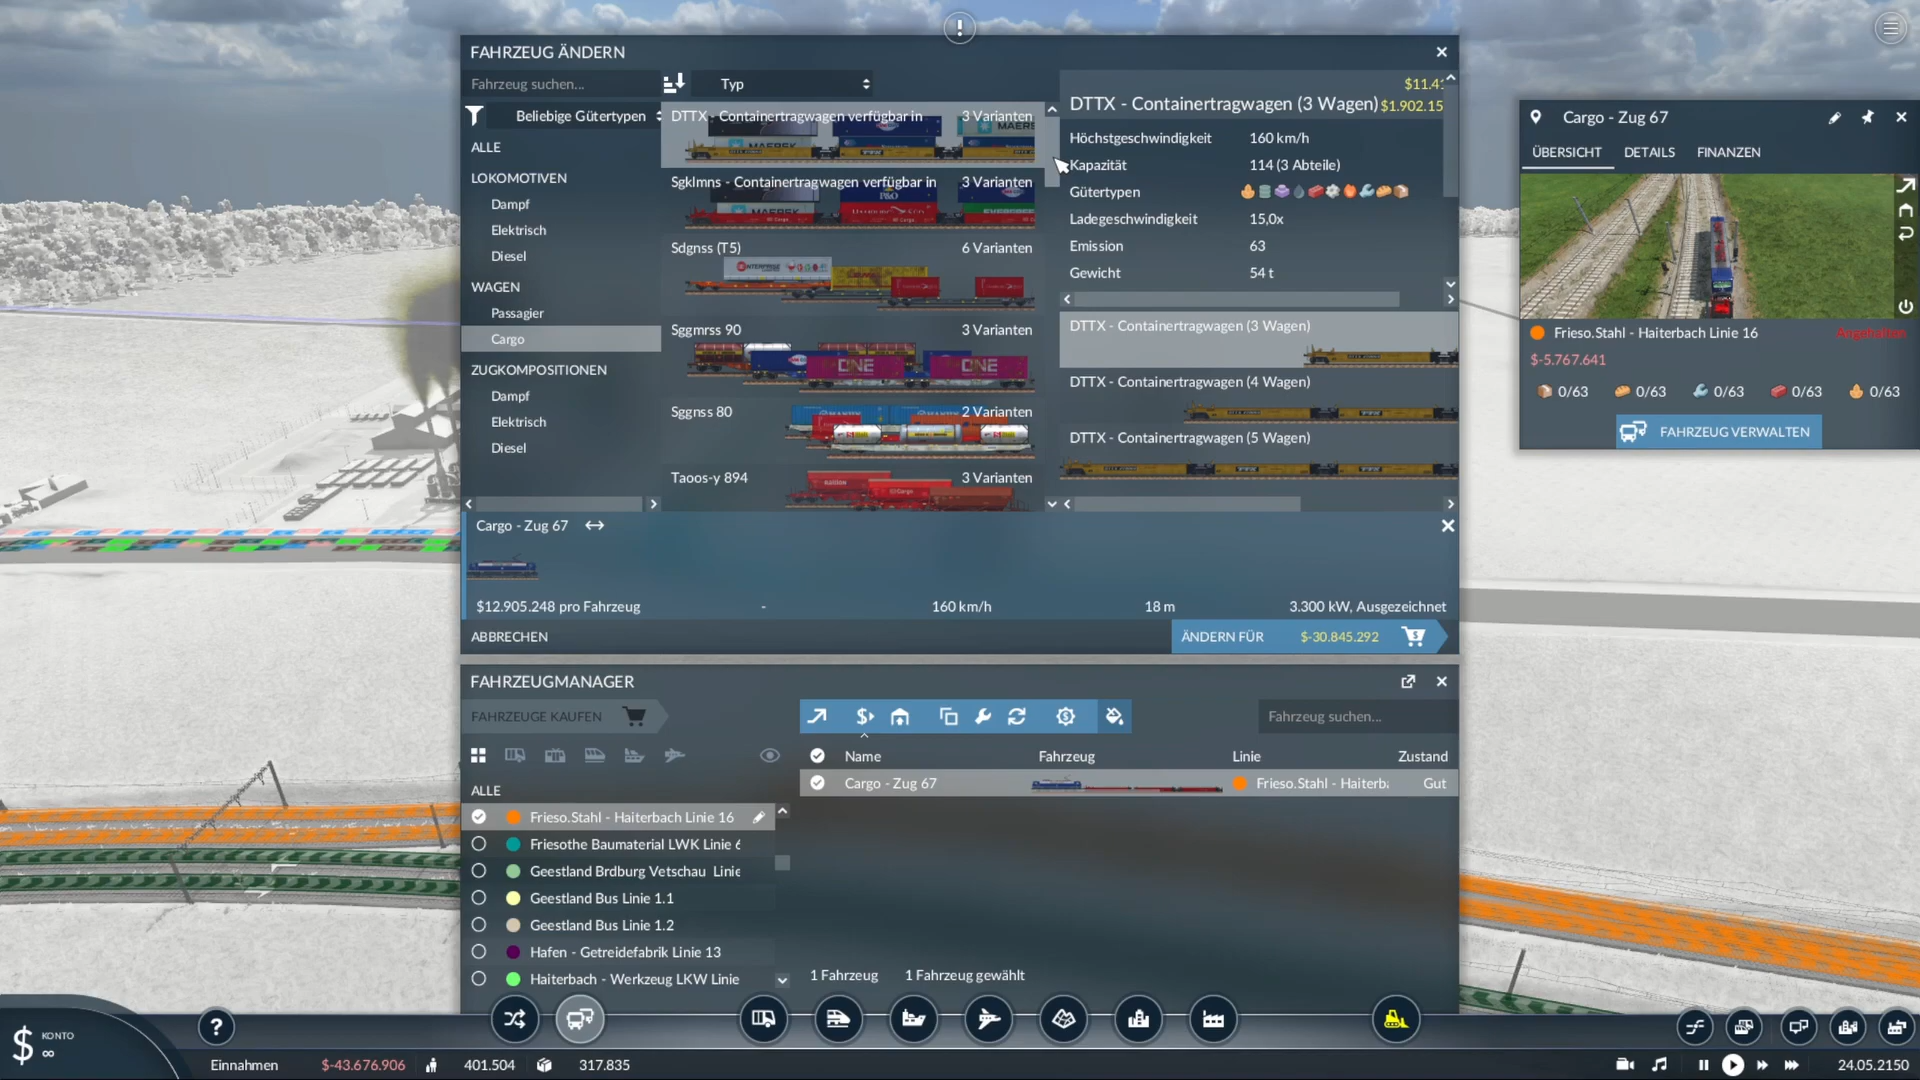 FAHRZEUG ÄNDERN
Fahrzeug suchen...
Typ
Beliebige Gütertypen
ALLE
LOKOMOTIVEN
Dampf
Elektrisch
Diesel
WAGEN
Passagier
Cargo
ZUGKOMPOSITIONEN
Dampf
Elektrisch
Diesel
DTTX - Containertragwagen verfügbar in 3 Varianten
Sgklmns - Containertragwagen verfügbar in 3 Varianten
Sdgnss (T5) 6 Varianten
Sggmrss 90 3 Varianten
Sggnss 80 2 Varianten
Taoos-y 894 3 Varianten
DTTX - Containertragwagen (3 Wagen) $1.902.15
Höchstgeschwindigkeit 160 km/h
Kapazität 114 (3 Abteile)
Gütertypen
Ladegeschwindigkeit 15,0x
Emission 63
Gewicht 54 t
DTTX - Containertragwagen (3 Wagen)
DTTX - Containertragwagen (4 Wagen)
DTTX - Containertragwagen (5 Wagen)
Cargo - Zug 67
$12.905.248 pro Fahrzeug - 160 km/h 18 m 3.300 kW, Ausgezeichnet
ABBRECHEN
ÄNDERN FÜR $-30.845.292
Cargo - Zug 67
ÜBERSICHT DETAILS FINANZEN
Frieso.Stahl - Haiterbach Linie 16
$-5.767.641
0/63 0/63 0/63 0/63 0/63
FAHRZEUG VERWALTEN
FAHRZEUGMANAGER
FAHRZEUGE KAUFEN
Fahrzeug suchen...
ALLE
Frieso.Stahl - Haiterbach Linie 16
Friesothe Baumaterial LWK Linie 6
Geestland Brdburg Vetschau Linie
Geestland Bus Linie 1.1
Geestland Bus Linie 1.2
Hafen - Getreidefabrik Linie 13
Haiterbach - Werkzeug LKW Linie
Name Fahrzeug Linie Zustand
Cargo - Zug 67 Frieso.Stahl - Haiterb Gut
1 Fahrzeug 1 Fahrzeug gewählt
KONTO
∞
Einnahmen $-43.676.906 401.504 317.835
24.05.2150